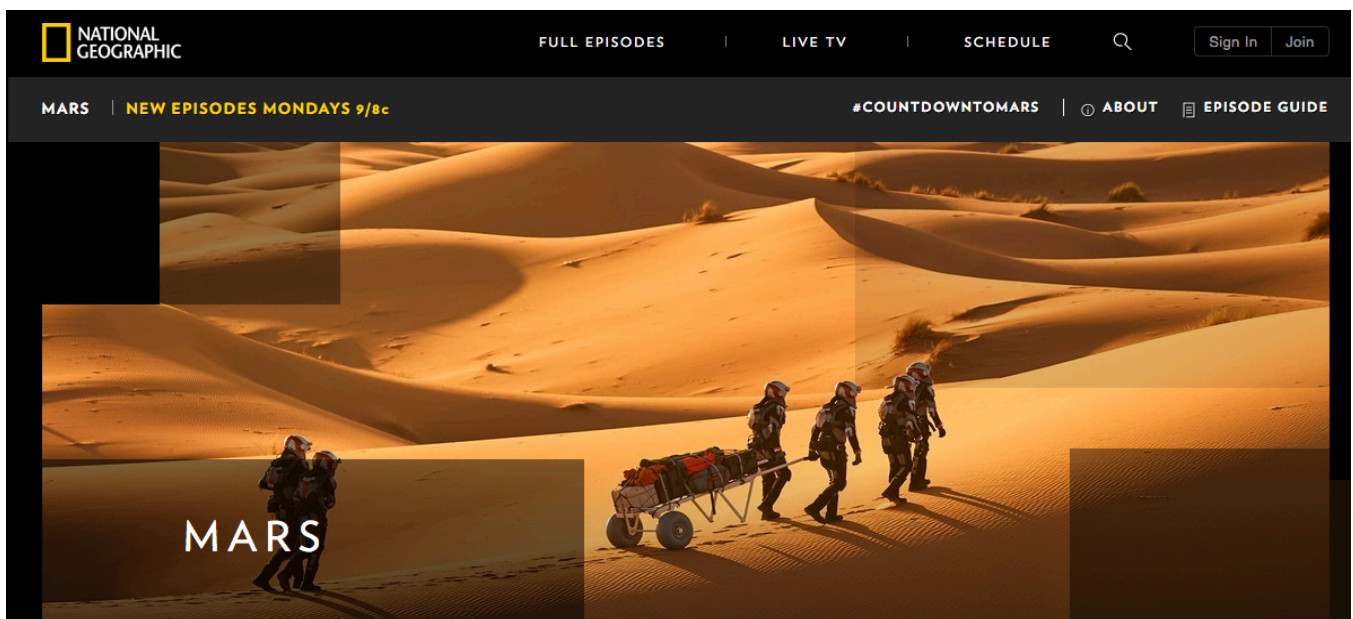 NATIONAL
GEOGRAPHIC
FULL EPISODES
LIVE TV
SCHEDULE
Sign In
Join
MARS
NEW EPISODES MONDAYS 9/8c
#COUNTDOWNTOMARS
ABOUT
EPISODE GUIDE
MARS